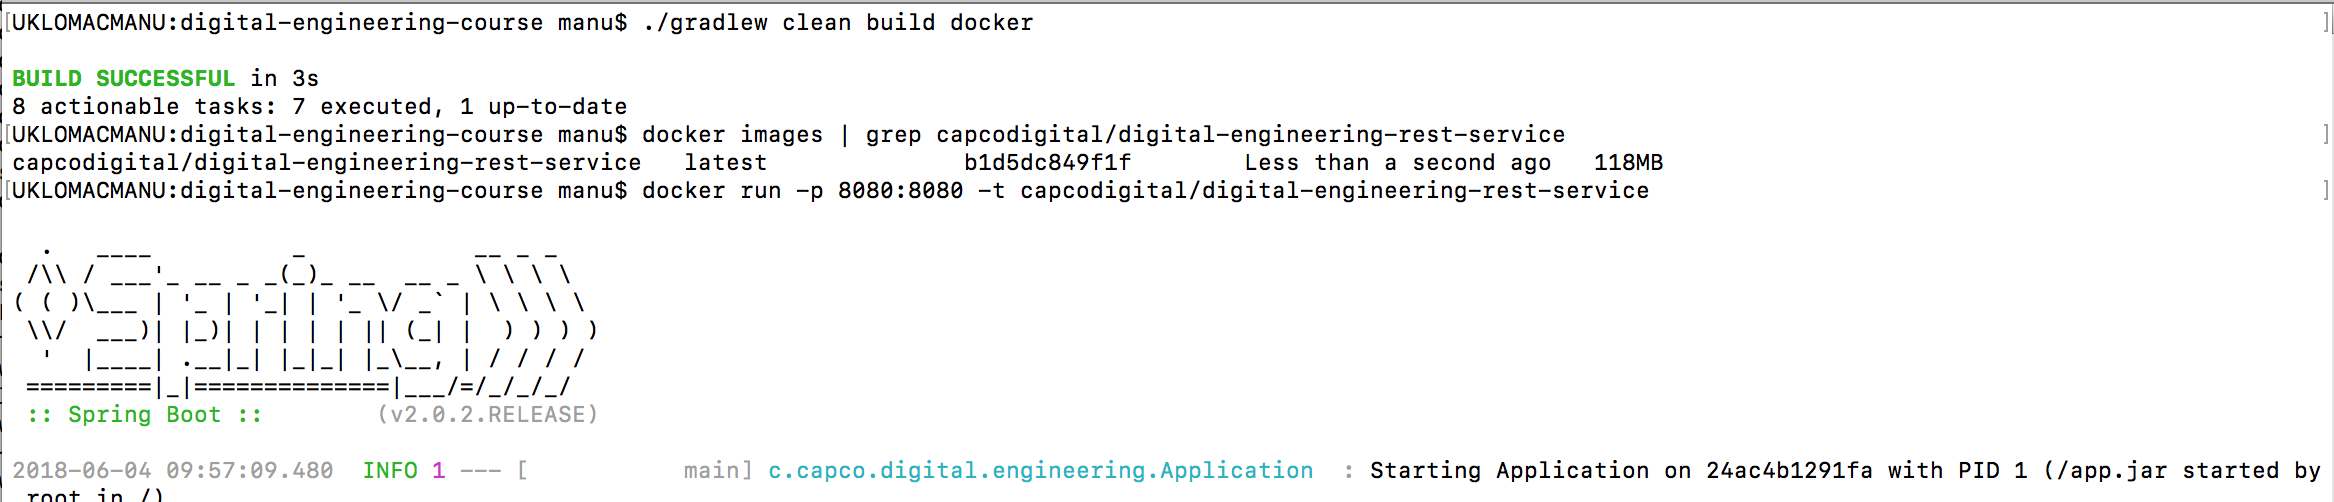 [UKLOMACMANU:digital-engineering-course manu$ ./gradlew clean build docker ]
BUILD SUCCESSFUL in 3s
8 actionable tasks: 7 executed, 1 up-to-date
[UKLOMACMANU:digital-engineering-course manu$ docker images | grep capcodigital/digital-engineering-rest-service ]
capcodigital/digital-engineering-rest-service   latest              b1d5dc849f1f        Less than a second ago   118MB
[UKLOMACMANU:digital-engineering-course manu$ docker run -p 8080:8080 -t capcodigital/digital-engineering-rest-service ]
  .   ____          _            __ _ _
 /\\ / ___'_ __ _ _(_)_ __  __ _ \ \ \ \
( ( )\___ | '_ | '_| | '_ \/ _` | \ \ \ \
 \\/  ___)| |_)| | | | | || (_| |  ) ) ) )
  '  |____| .__|_| |_|_| |_\__, | / / / /
 =========|_|==============|___/=/_/_/_/
 :: Spring Boot ::        (v2.0.2.RELEASE)
2018-06-04 09:57:09.480  INFO 1 --- [           main] c.capco.digital.engineering.Application  : Starting Application on 24ac4b1291fa with PID 1 (/app.jar started by
 root in /)